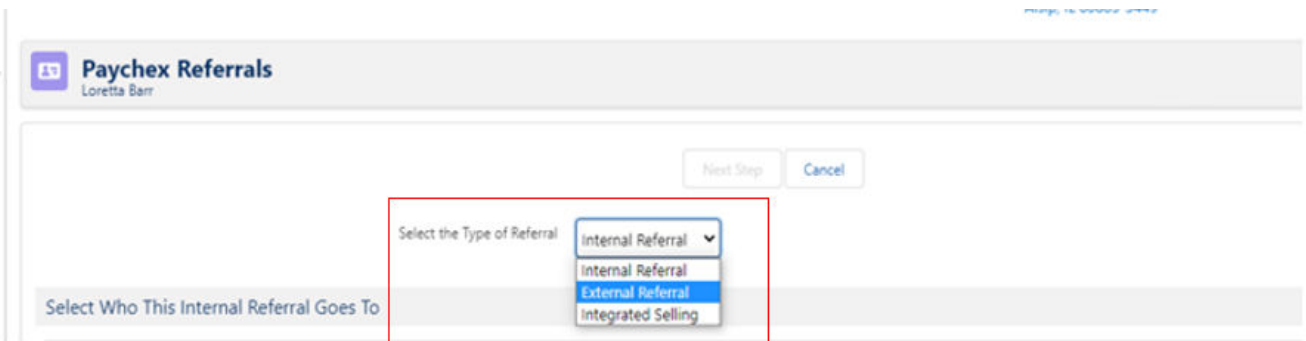 Paychex Referrals
Loretta Barr
Next Step Cancel
Select the Type of Referral Internal Referral
Internal Referral
External Referral
Integrated Selling
Select Who This Internal Referral Goes To